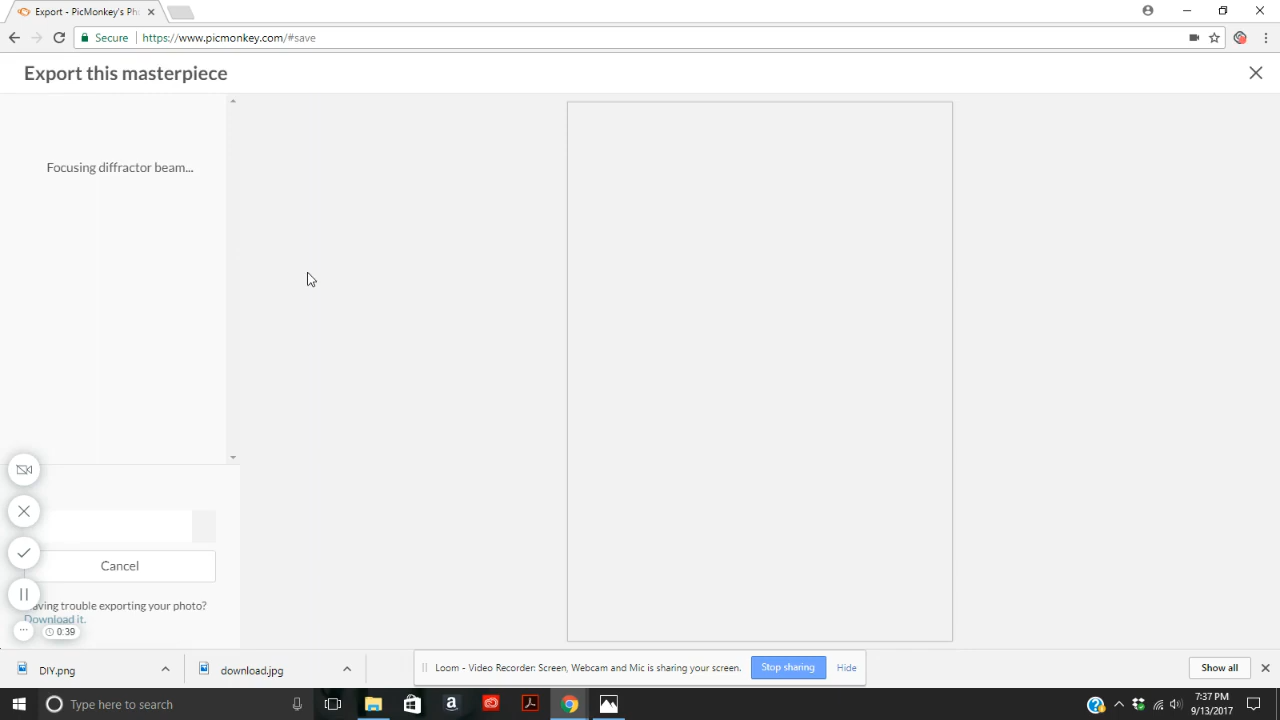 Export - PicMonkey's Ph
Secure
https://www.picmonkey.com/#save
Export this masterpiece
Focusing diffractor beam...
Cancel
aving trouble exporting your photo?
Download it.
0:39
DIY.png
download.jpg
Loom - Video Recorder: Screen, Webcam and Mic is sharing your screen.
Stop sharing
Hide
Show all
Type here to search
7:37 PM
9/13/2017